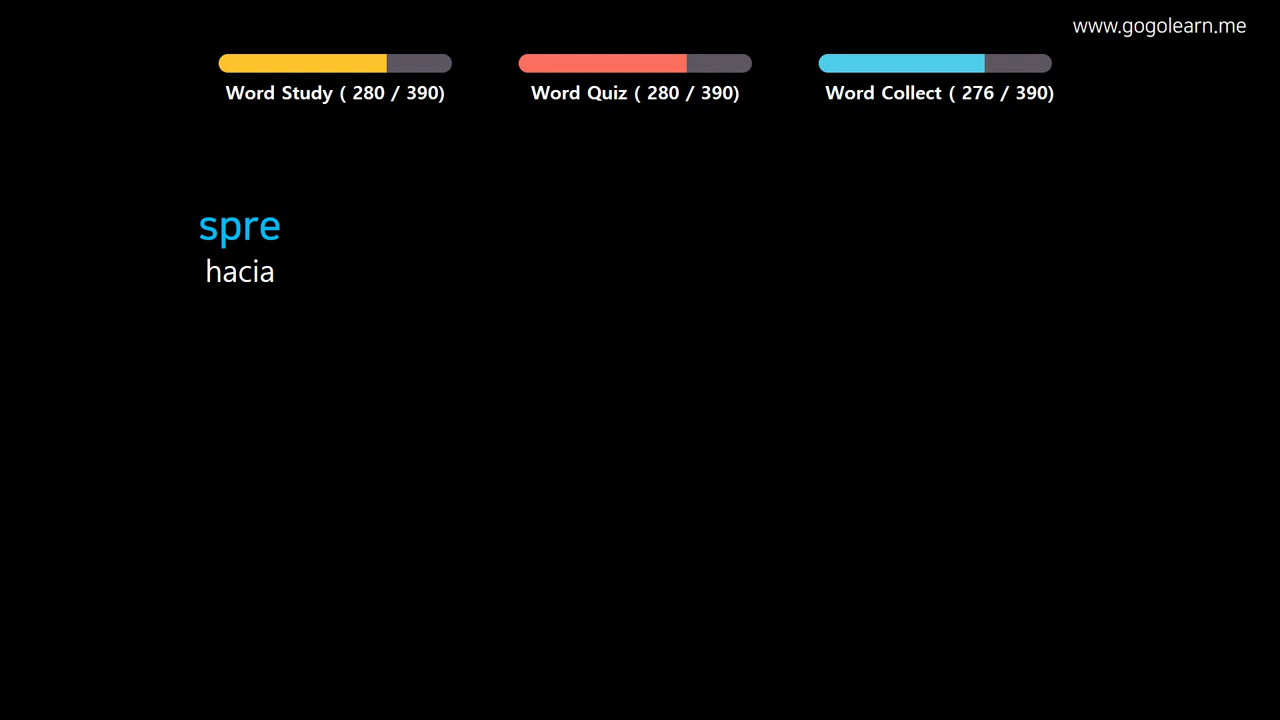 www.gogolearn.me
Word Study ( 280 / 390)
Word Quiz ( 280 / 390)
Word Collect ( 276 / 390)
spre
hacia